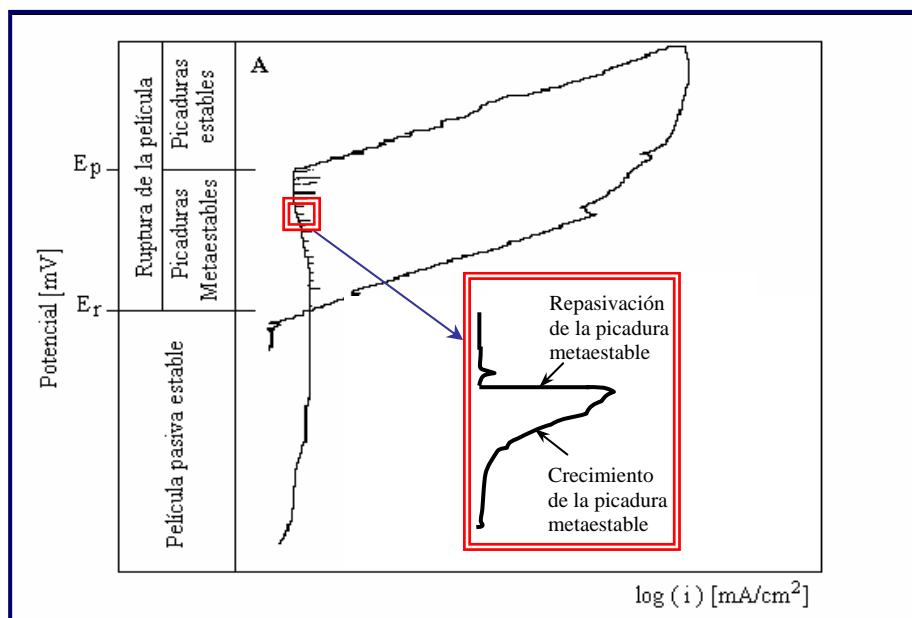 A
Ruptura de la película
Picaduras
estables
Picaduras
Metaestables
Película pasiva estable
Ep
Er
Potencial [mV]
Repasivación
de la picadura
metaestable
Crecimiento
de la picadura
metaestable
log (i) [mA/cm²]